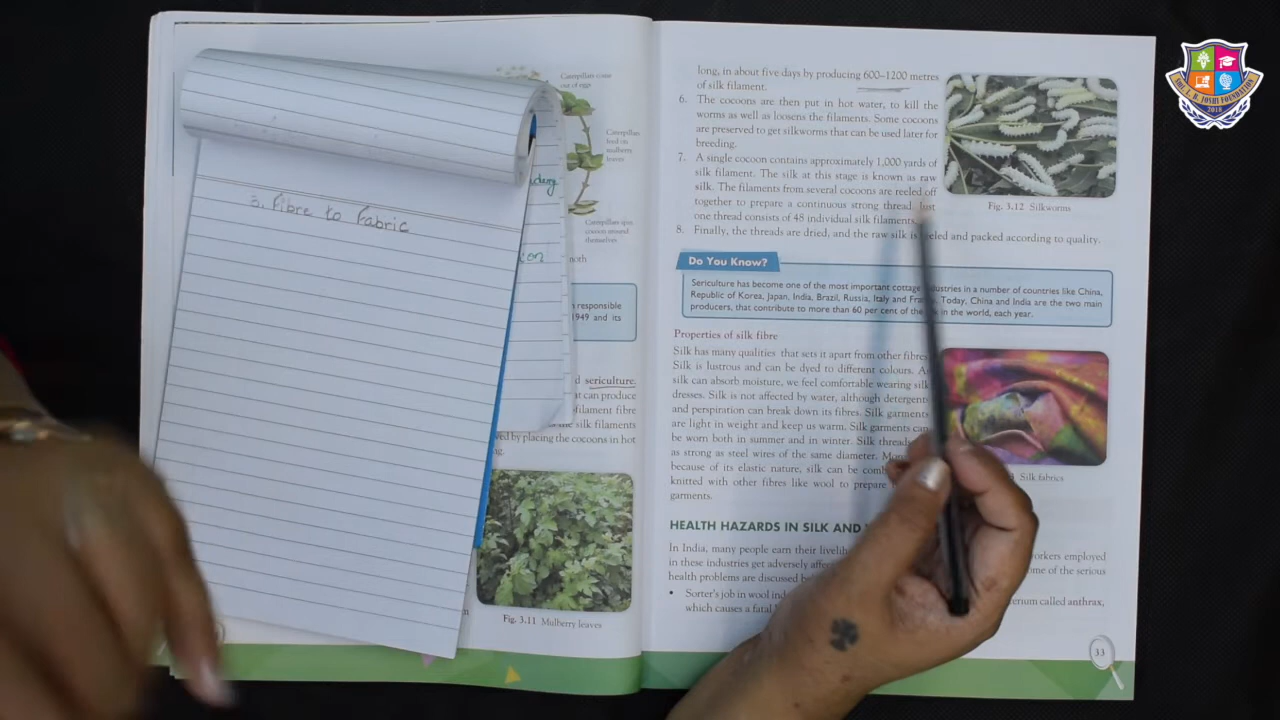 3. Fibre to Fabric
Caterpillars come
out of eggs
Caterpillars
feed on
mulberry
leaves
Caterpillars spin
cocoon around
themselves
moth
n responsible
1949 and its
d sericulture.
at can produce
filament fibre
the silk filaments
ved by placing the cocoons in hot
ng.
Fig. 3.11 Mulberry leaves
long, in about five days by producing 600–1200 metres
of silk filament.
6. The cocoons are then put in hot water, to kill the
worms as well as loosens the filaments. Some cocoons
are preserved to get silkworms that can be used later for
breeding.
7. A single cocoon contains approximately 1,000 yards of
silk filament. The silk at this stage is known as raw
silk. The filaments from several cocoons are reeled off
together to prepare a continuous strong thread. Just
one thread consists of 48 individual silk filaments.
8. Finally, the threads are dried, and the raw silk is reeled and packed according to quality.
Fig. 3.12 Silkworms
Do You Know?
Sericulture has become one of the most important cottage industries in a number of countries like China,
Republic of Korea, Japan, India, Brazil, Russia, Italy and France. Today, China and India are the two main
producers, that contribute to more than 60 per cent of the silk in the world, each year.
Properties of silk fibre
Silk has many qualities that sets it apart from other fibres
Silk is lustrous and can be dyed to different colours. As
silk can absorb moisture, we feel comfortable wearing silk
dresses. Silk is not affected by water, although detergent
and perspiration can break down its fibres. Silk garments
are light in weight and keep us warm. Silk garments can
be worn both in summer and in winter. Silk threads
as strong as steel wires of the same diameter.
because of its elastic nature, silk can be
knitted with other fibres like wool to prepare
garments.
Silk fabrics
HEALTH HAZARDS IN SILK AND
In India, many people earn their workers employed
in these industries get adversely some of the serious
health problems are discussed
• Sorter's job in wool anthrax,
which causes a fatal
33
SHI. L. R. JOSHI FOUNDATION
2018